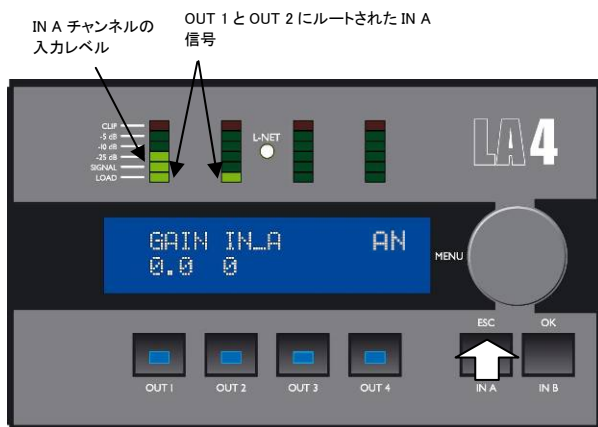 IN A チャンネルの
入力レベル
OUT 1 と OUT 2 にルートされた IN A
信号
CLIP
-5 dB
-10 dB
-25 dB
SIGNAL
LOAD
L-NET
LA4
GAIN IN_A AN
0.0 0
MENU
ESC OK
OUT 1 OUT 2 OUT 3 OUT 4 IN A IN B